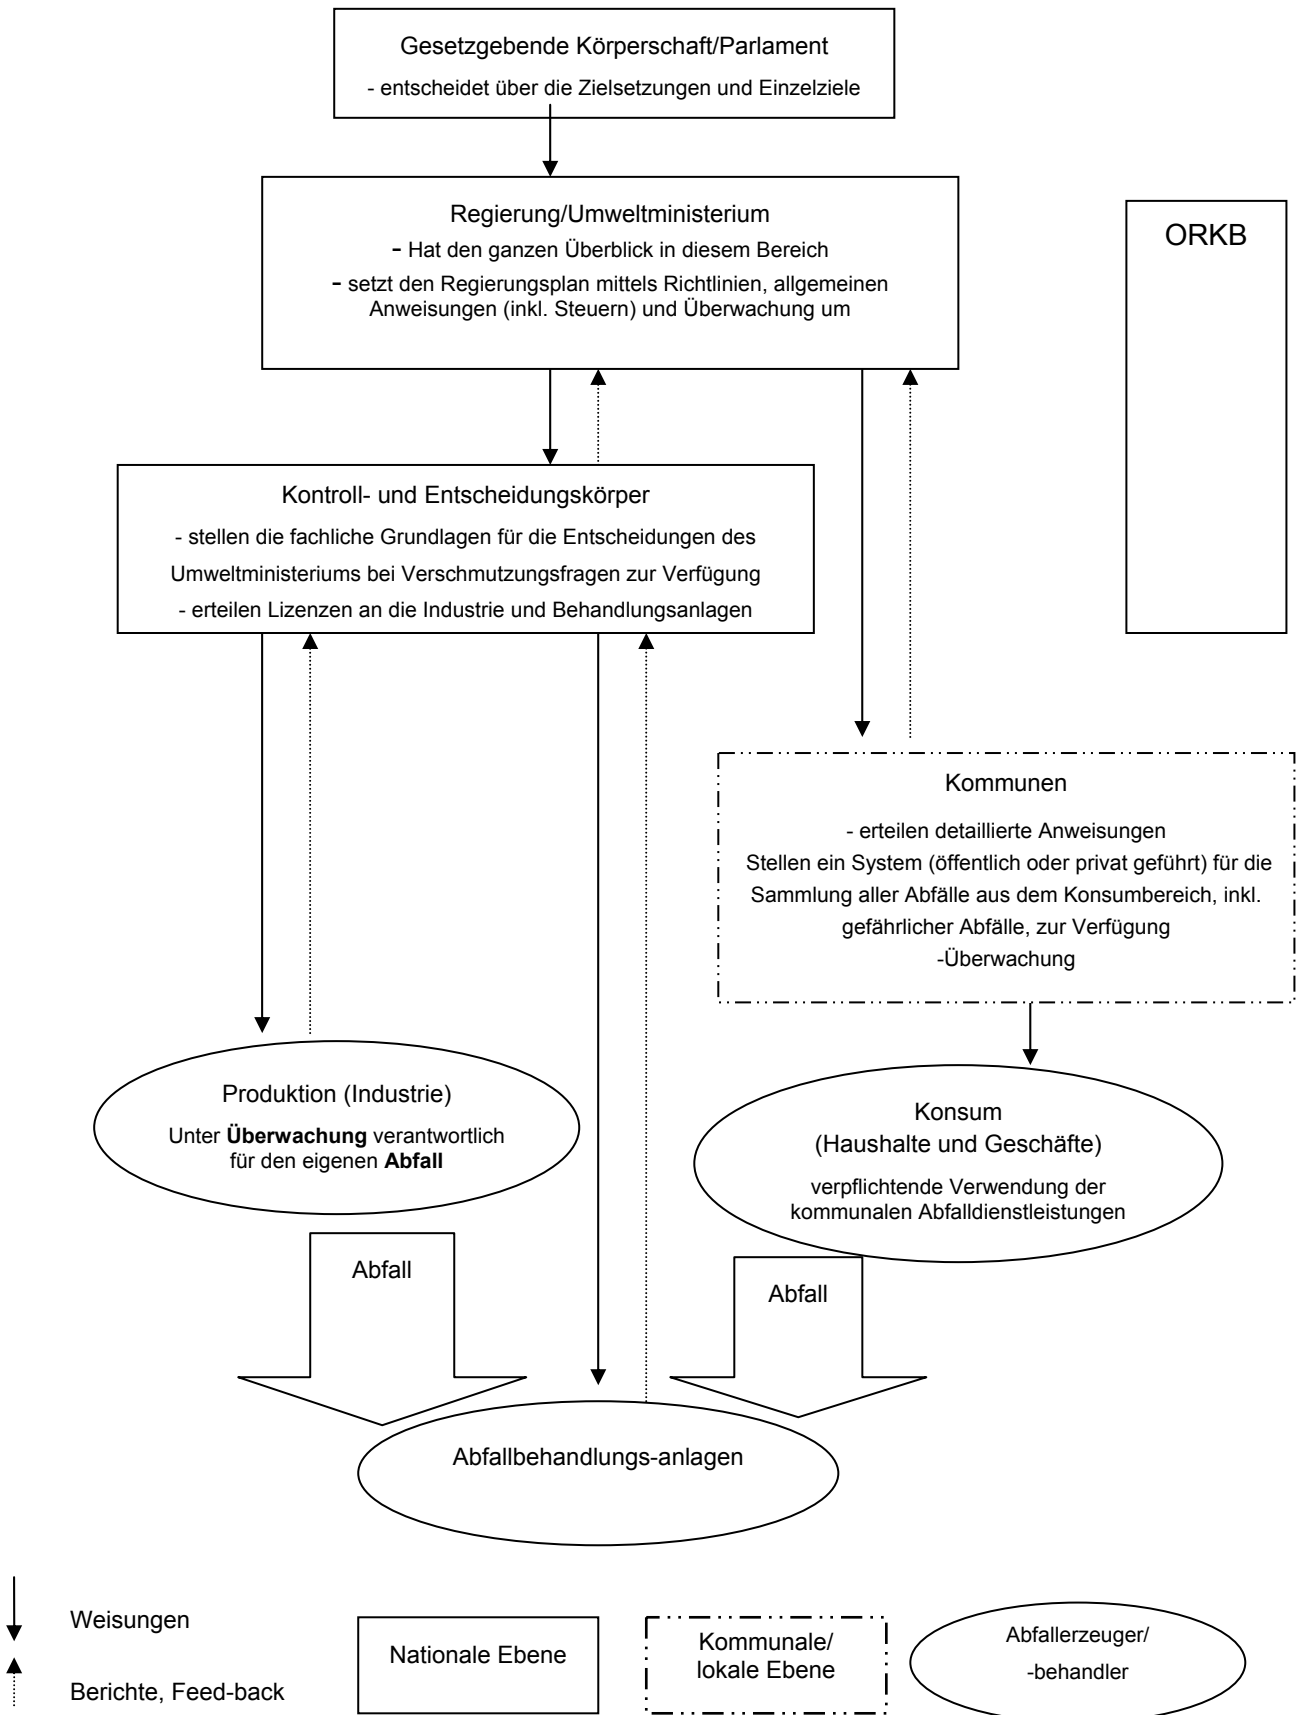 Gesetzgebende Körperschaft/Parlament
- entscheidet über die Zielsetzungen und Einzelziele
Regierung/Umweltministerium
- Hat den ganzen Überblick in diesem Bereich
- setzt den Regierungsplan mittels Richtlinien, allgemeinen
Anweisungen (inkl. Steuern) und Überwachung um
ORKB
Kontroll- und Entscheidungskörper
- stellen die fachliche Grundlagen für die Entscheidungen des
Umweltministeriums bei Verschmutzungsfragen zur Verfügung
- erteilen Lizenzen an die Industrie und Behandlungsanlagen
Kommunen
- erteilen detaillierte Anweisungen
Stellen ein System (öffentlich oder privat geführt) für die
Sammlung aller Abfälle aus dem Konsumbereich, inkl.
gefährlicher Abfälle, zur Verfügung
-Überwachung
Produktion (Industrie)
Unter Überwachung verantwortlich
für den eigenen Abfall
Konsum
(Haushalte und Geschäfte)
verpflichtende Verwendung der
kommunalen Abfalldienstleistungen
Abfall
Abfall
Abfallbehandlungs-anlagen
Weisungen
Berichte, Feed-back
Nationale Ebene
Kommunale/
lokale Ebene
Abfallerzeuger/
-behandler